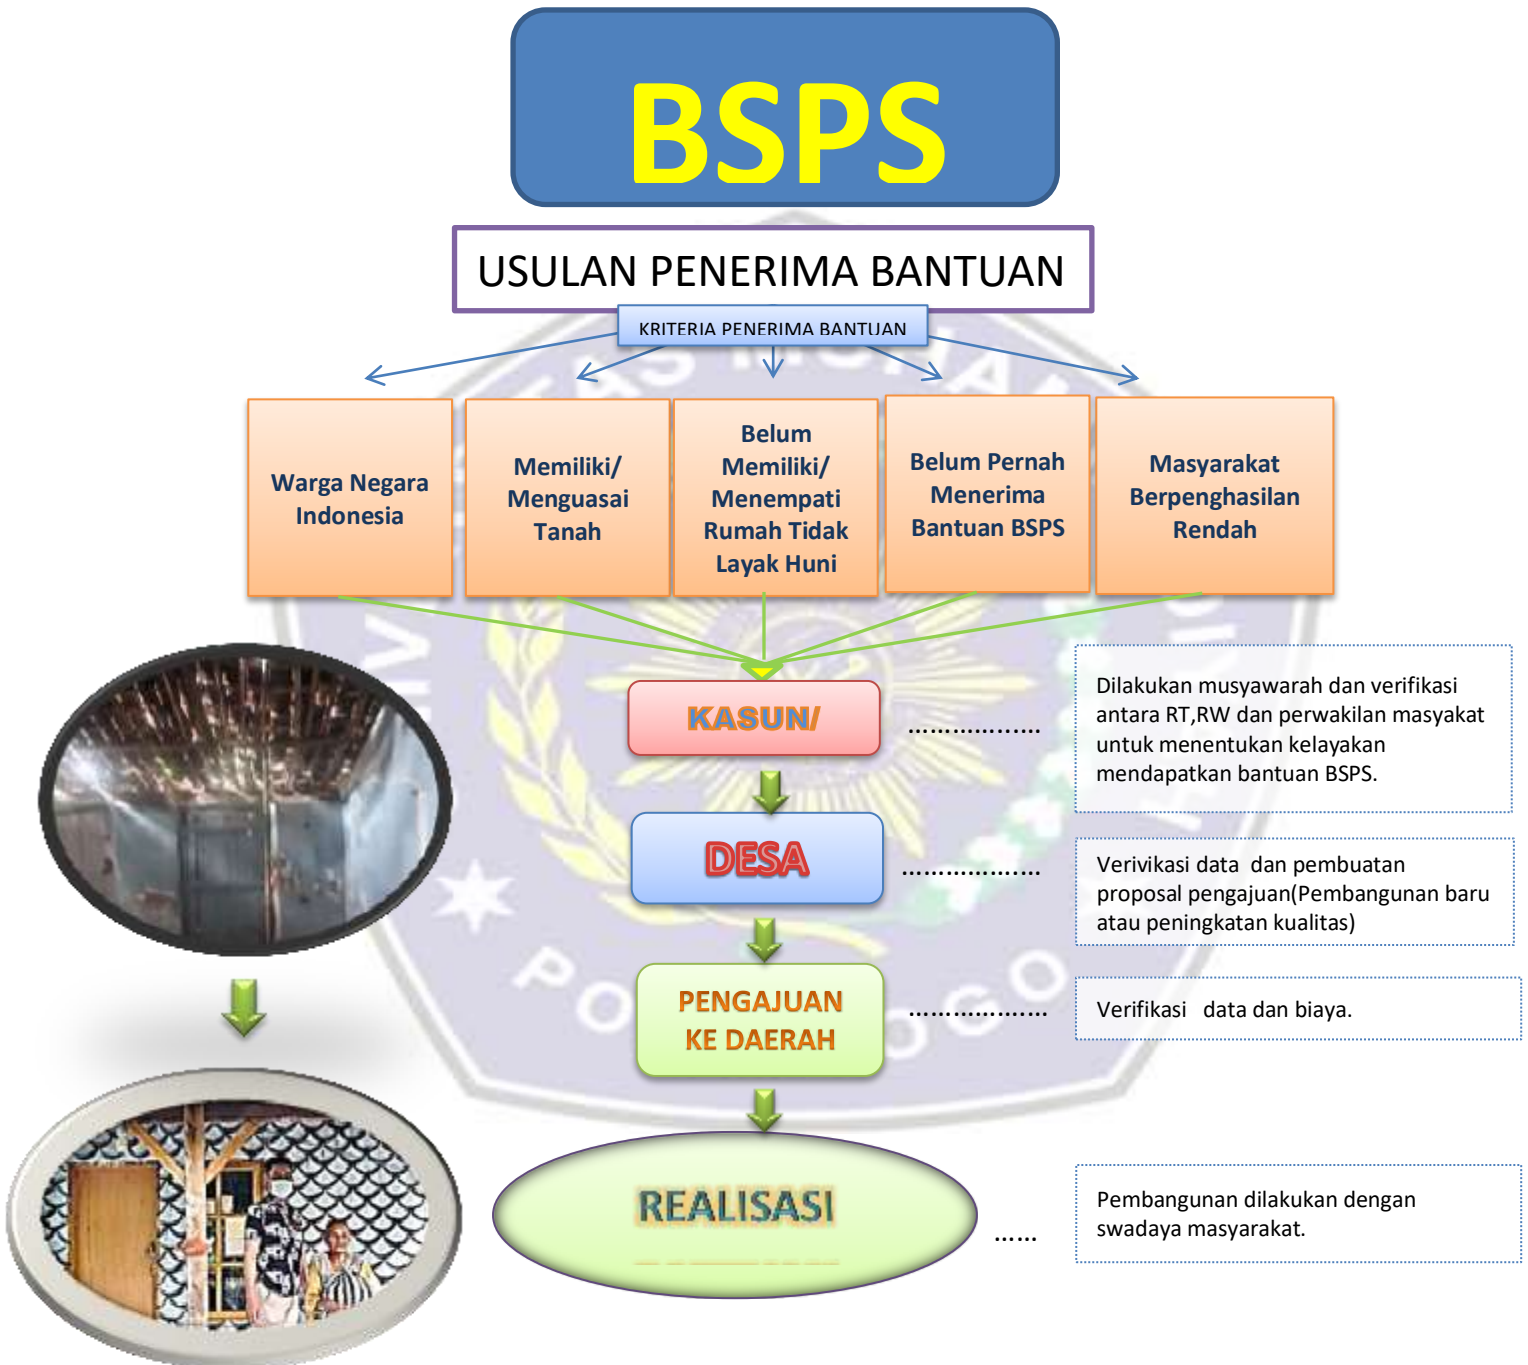 BSPS
USULAN PENERIMA BANTUAN
KRITERIA PENERIMA BANTUAN
Warga Negara
Indonesia
Memiliki/
Menguasai
Tanah
Belum
Memiliki/
Menempati
Rumah Tidak
Layak Huni
Belum Pernah
Menerima
Bantuan BSPS
Masyarakat
Berpenghasilan
Rendah
KASUN/
....................
Dilakukan musyawarah dan verifikasi
antara RT,RW dan perwakilan masyakat
untuk menentukan kelayakan
mendapatkan bantuan BSPS.
DESA
....................
Verivikasi data  dan pembuatan
proposal pengajuan(Pembangunan baru
atau peningkatan kualitas)
PENGAJUAN
KE DAERAH
....................
Verifikasi   data dan biaya.
REALISASI
......
Pembangunan dilakukan dengan
swadaya masyarakat.